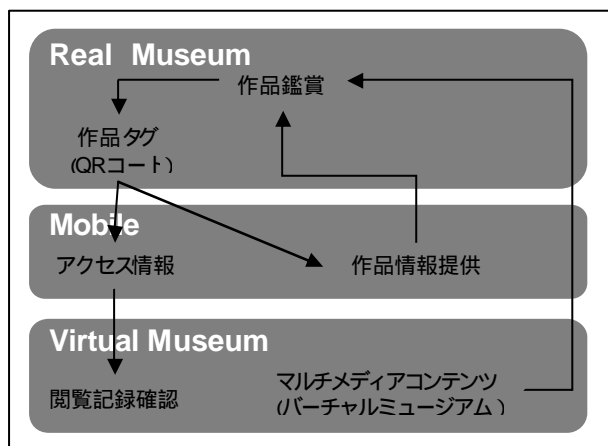 Real Museum
作品鑑賞
作品タグ
(QRコート)
Mobile
アクセス情報
作品情報提供
Virtual Museum
マルチメディアコンテンツ
(バーチャルミュージアム)
閲覧記録確認